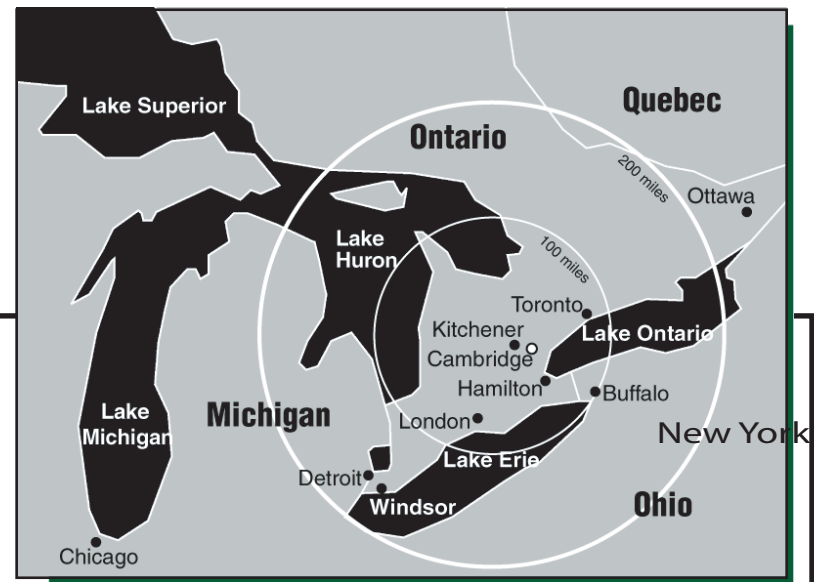 Lake Superior
Quebec
Ontario
200 miles
Ottawa
Lake
Huron
100 miles
Toronto
Kitchener
Lake Ontario
Cambridge
Hamilton
Buffalo
Lake
Michigan
Michigan
London
New York
Lake Erie
Detroit
Windsor
Ohio
Chicago